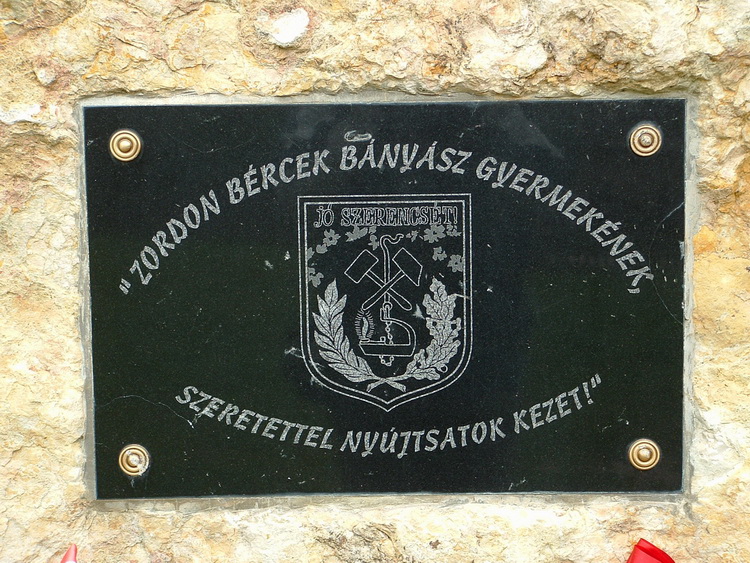 "ZORDON BÉRCEK BÁNYÁSZ GYERMEKÉNEK,
JÓ SZERENCSÉT!
SZERETETTEL NYÚJTSATOK KEZET!"